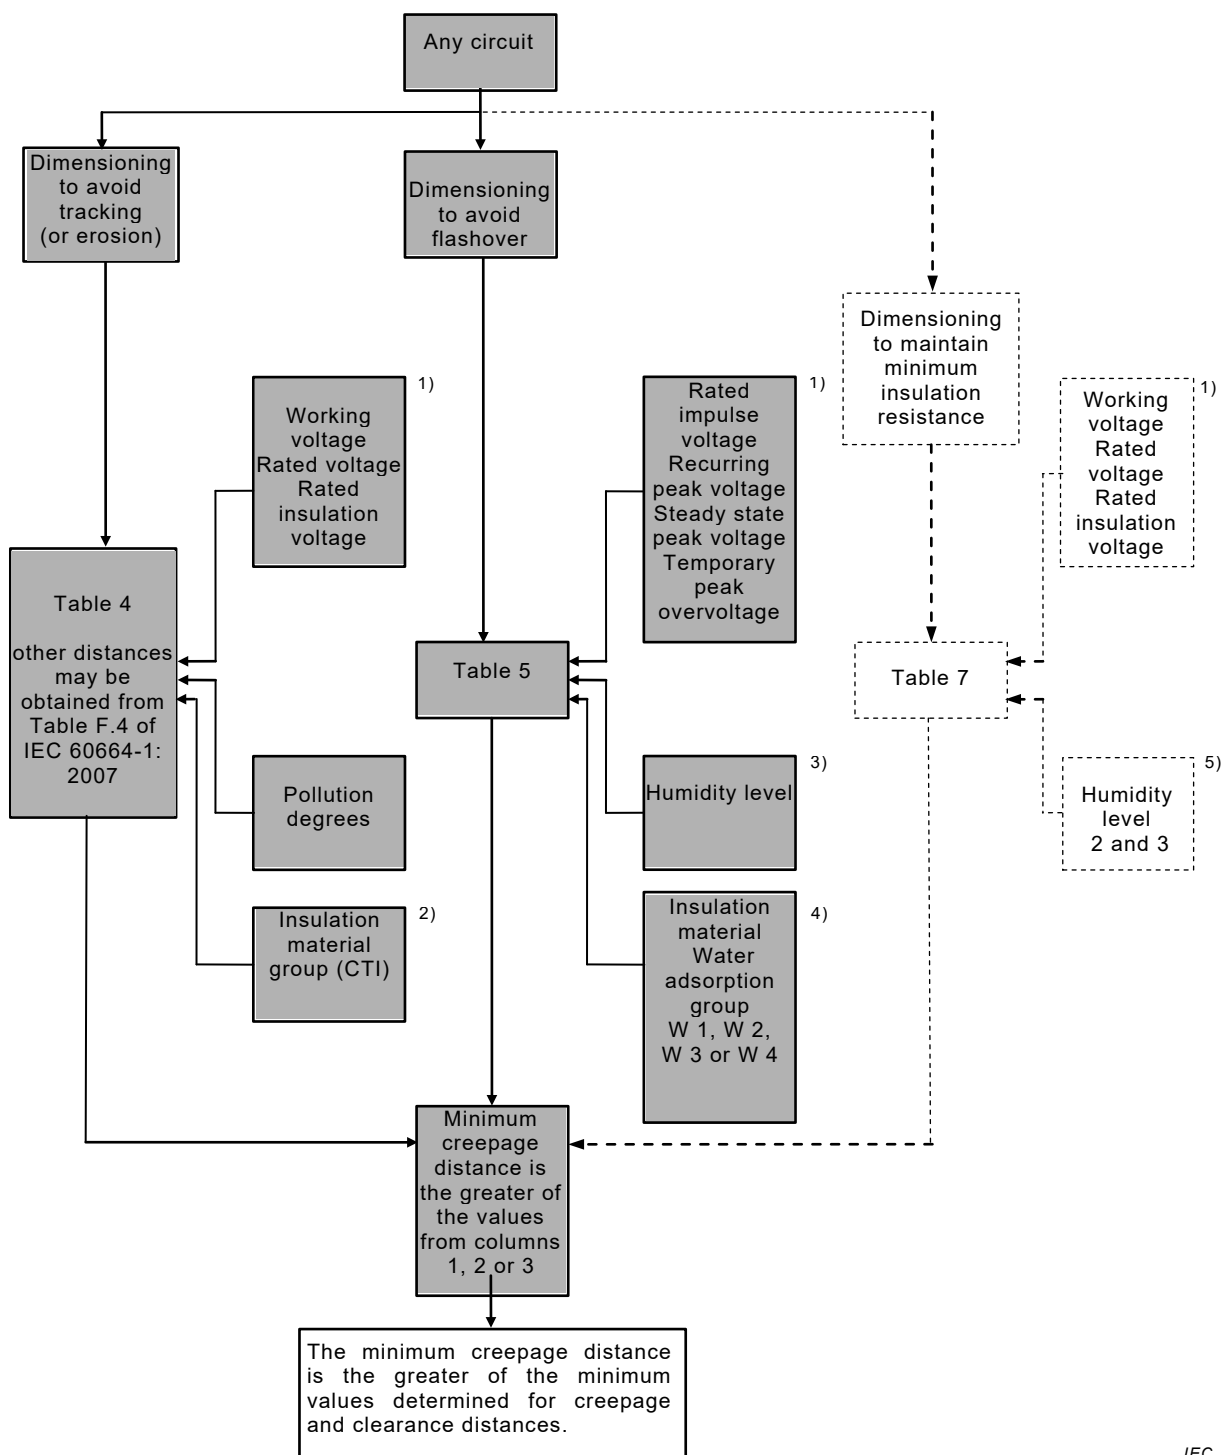 Any circuit
Dimensioning
to avoid
tracking
(or erosion)
Dimensioning
to avoid
flashover
Dimensioning
to maintain
minimum
insulation
resistance
1)
Working
voltage
Rated voltage
Rated
insulation
voltage
1)
Rated
impulse
voltage
Recurring
peak voltage
Steady state
peak voltage
Temporary
peak
overvoltage
1)
Working
voltage
Rated
voltage
Rated
insulation
voltage
Table 4
other distances
may be
obtained from
Table F.4 of
IEC 60664-1:
2007
Table 5
Table 7
Pollution
degrees
3)
Humidity level
5)
Humidity
level
2 and 3
2)
Insulation
material
group (CTI)
4)
Insulation
material
Water
adsorption
group
W 1, W 2,
W 3 or W 4
Minimum
creepage
distance is
the greater of
the values
from columns
1, 2 or 3
The minimum creepage distance
is the greater of the minimum
values determined for creepage
and clearance distances.
IEC